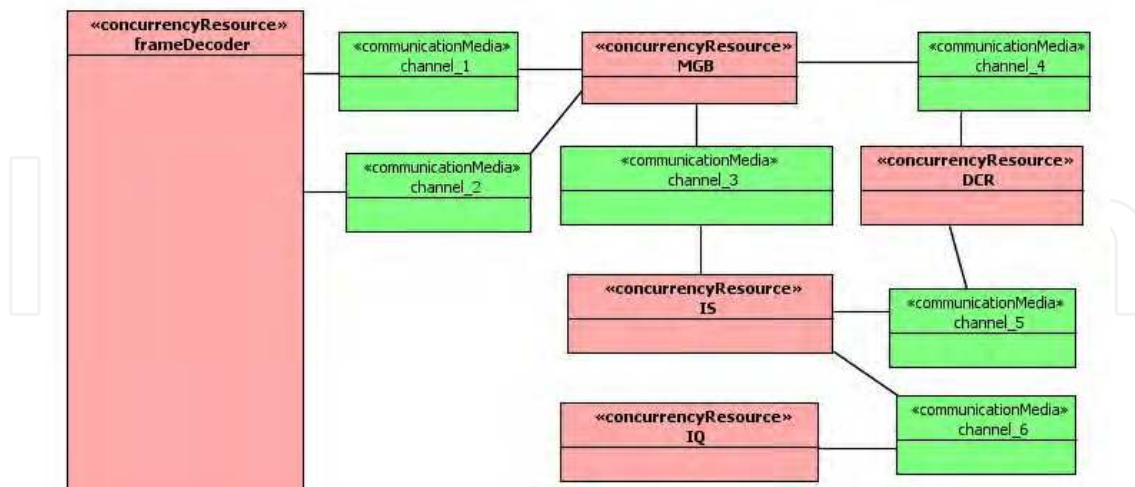 «concurrencyResource»
frameDecoder
«communicationMedia»
channel_1
«concurrencyResource»
MGB
«communicationMedia»
channel_4
«communicationMedia»
channel_2
«communicationMedia»
channel_3
«concurrencyResource»
DCR
«concurrencyResource»
IS
«communicationMedia»
channel_5
«concurrencyResource»
IQ
«communicationMedia»
channel_6